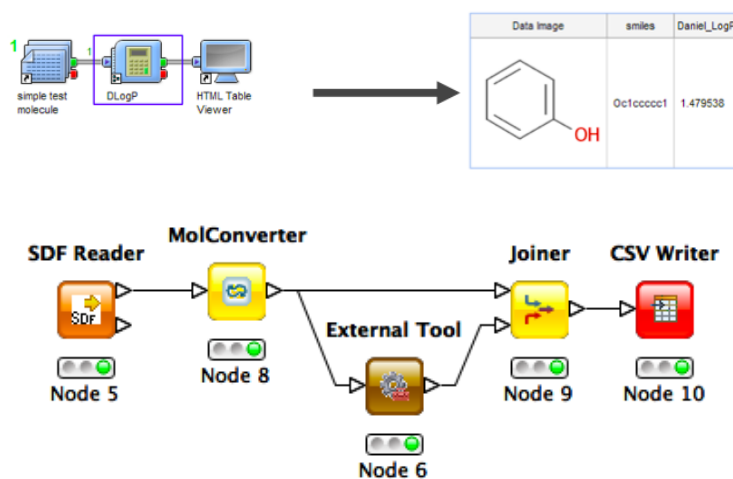 1
1
simple test
molecule
DLogP
HTML Table
Viewer
Data Image
smiles
Daniel_LogP
OH
Oc1ccccc1
1.479538
SDF Reader
MolConverter
Joiner
CSV Writer
SDF
External Tool
Node 5
Node 8
Node 9
Node 10
Node 6